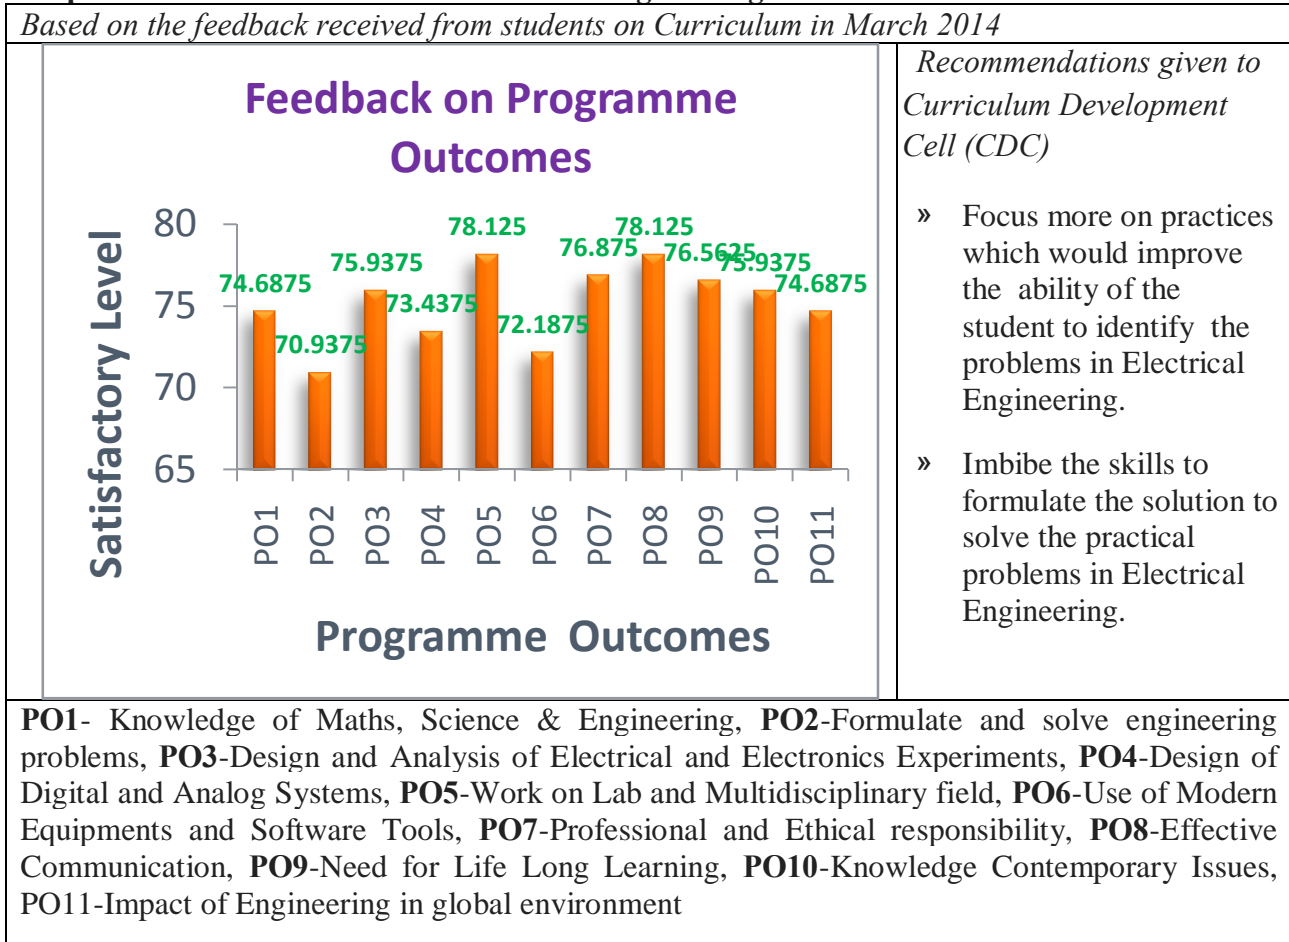 Based on the feedback received from students on Curriculum in March 2014
Feedback on Programme
Outcomes
Satisfactory Level
80
75
70
65
74.6875
70.9375
75.9375
73.4375
78.125
72.1875
76.875
78.125
76.5625
75.9375
74.6875
PO1
PO2
PO3
PO4
PO5
PO6
PO7
PO8
PO9
PO10
PO11
Programme Outcomes
Recommendations given to
Curriculum Development
Cell (CDC)
» Focus more on practices
which would improve
the ability of the
student to identify the
problems in Electrical
Engineering.
» Imbibe the skills to
formulate the solution to
solve the practical
problems in Electrical
Engineering.
PO1- Knowledge of Maths, Science & Engineering, PO2-Formulate and solve engineering
problems, PO3-Design and Analysis of Electrical and Electronics Experiments, PO4-Design of
Digital and Analog Systems, PO5-Work on Lab and Multidisciplinary field, PO6-Use of Modern
Equipments and Software Tools, PO7-Professional and Ethical responsibility, PO8-Effective
Communication, PO9-Need for Life Long Learning, PO10-Knowledge Contemporary Issues,
PO11-Impact of Engineering in global environment